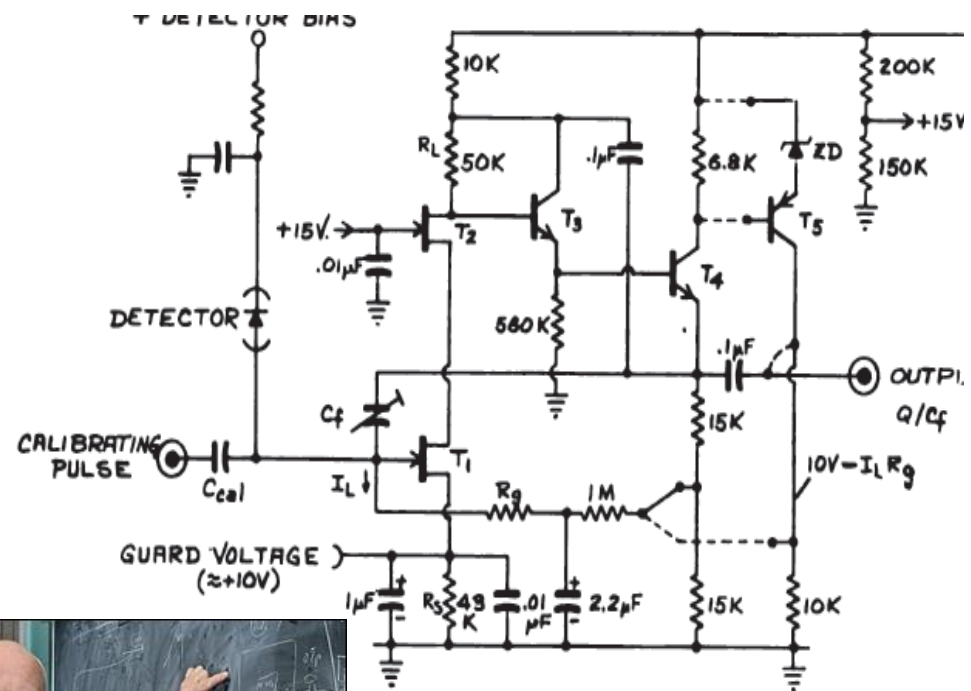 + DETECTOR BIAS
10K
200K
+15V
RL
50K
.1µF
6.8K
ZD
150K
+15V.
T2
T3
T5
.01µF
T4
DETECTOR
560K
.1µF
OUTPU
Q/Cf
Cf
15K
CALIBRATING
PULSE
T1
Ccal
IL
Rg
1M
10V-ILRg
GUARD VOLTAGE
(≈+10V)
1µF
+
-
Rs
49
K
.01
µF
+
-
2.2µF
15K
10K